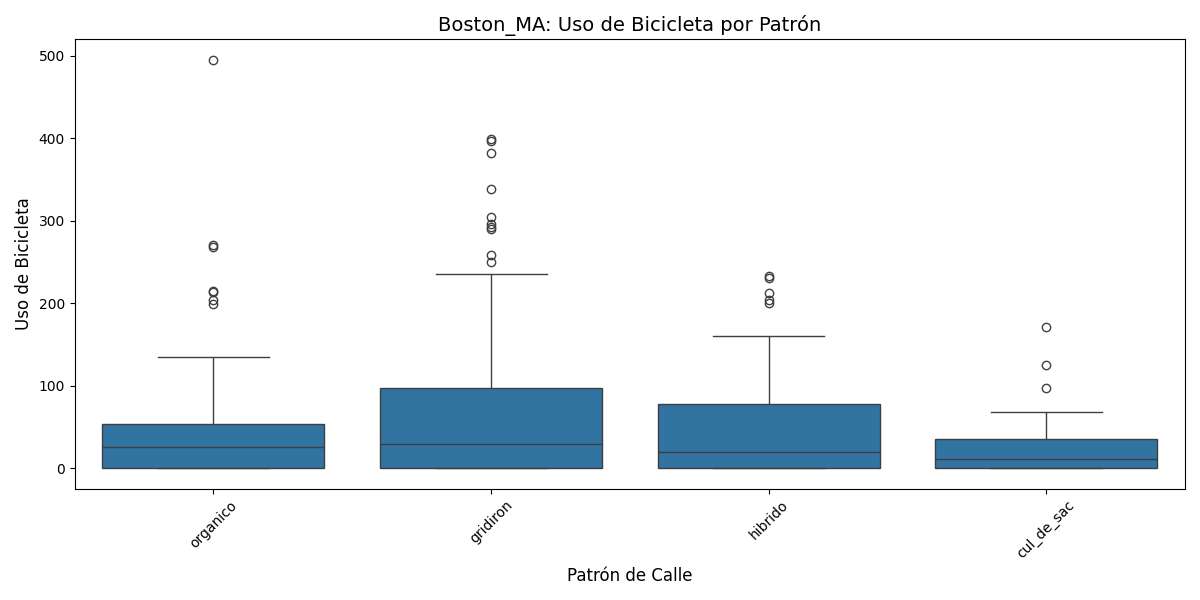 Boston_MA: Uso de Bicicleta por Patrón
Uso de Bicicleta
500
400
300
200
100
0
organico
gridiron
hibrido
cul_de_sac
Patrón de Calle